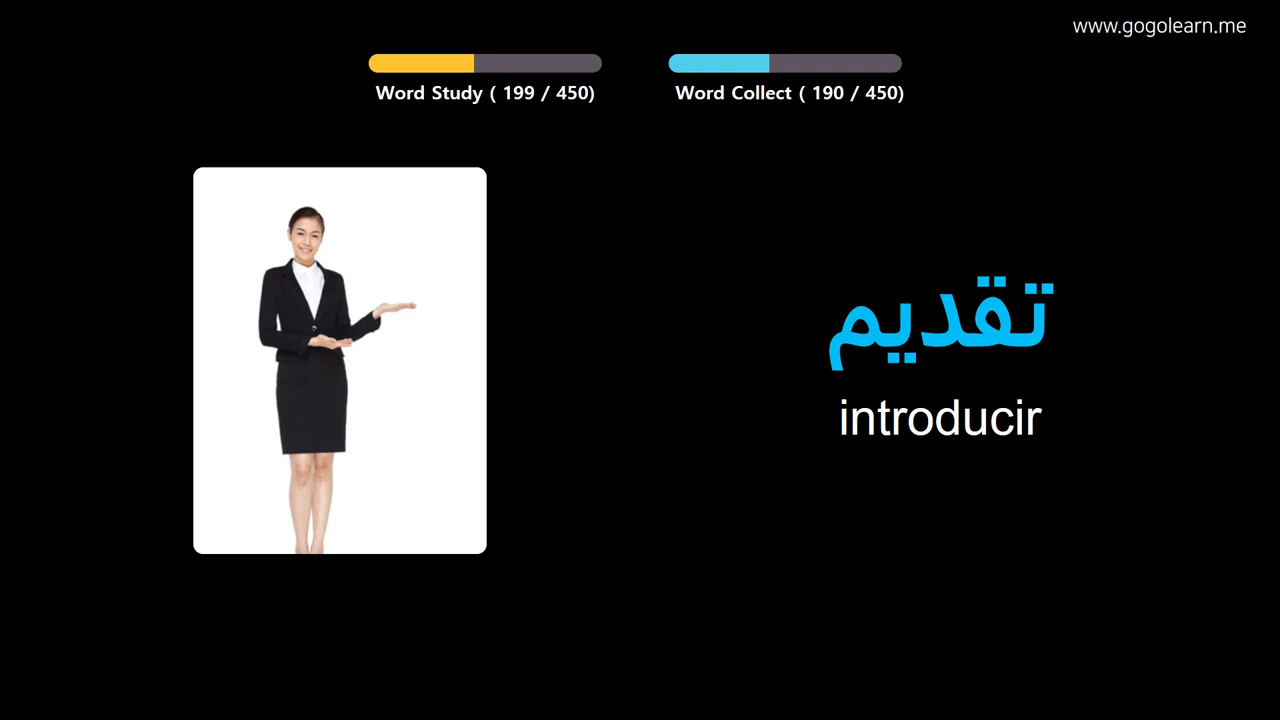 www.gogolearn.me
Word Study ( 199 / 450)
Word Collect ( 190 / 450)
تقديم
introducir